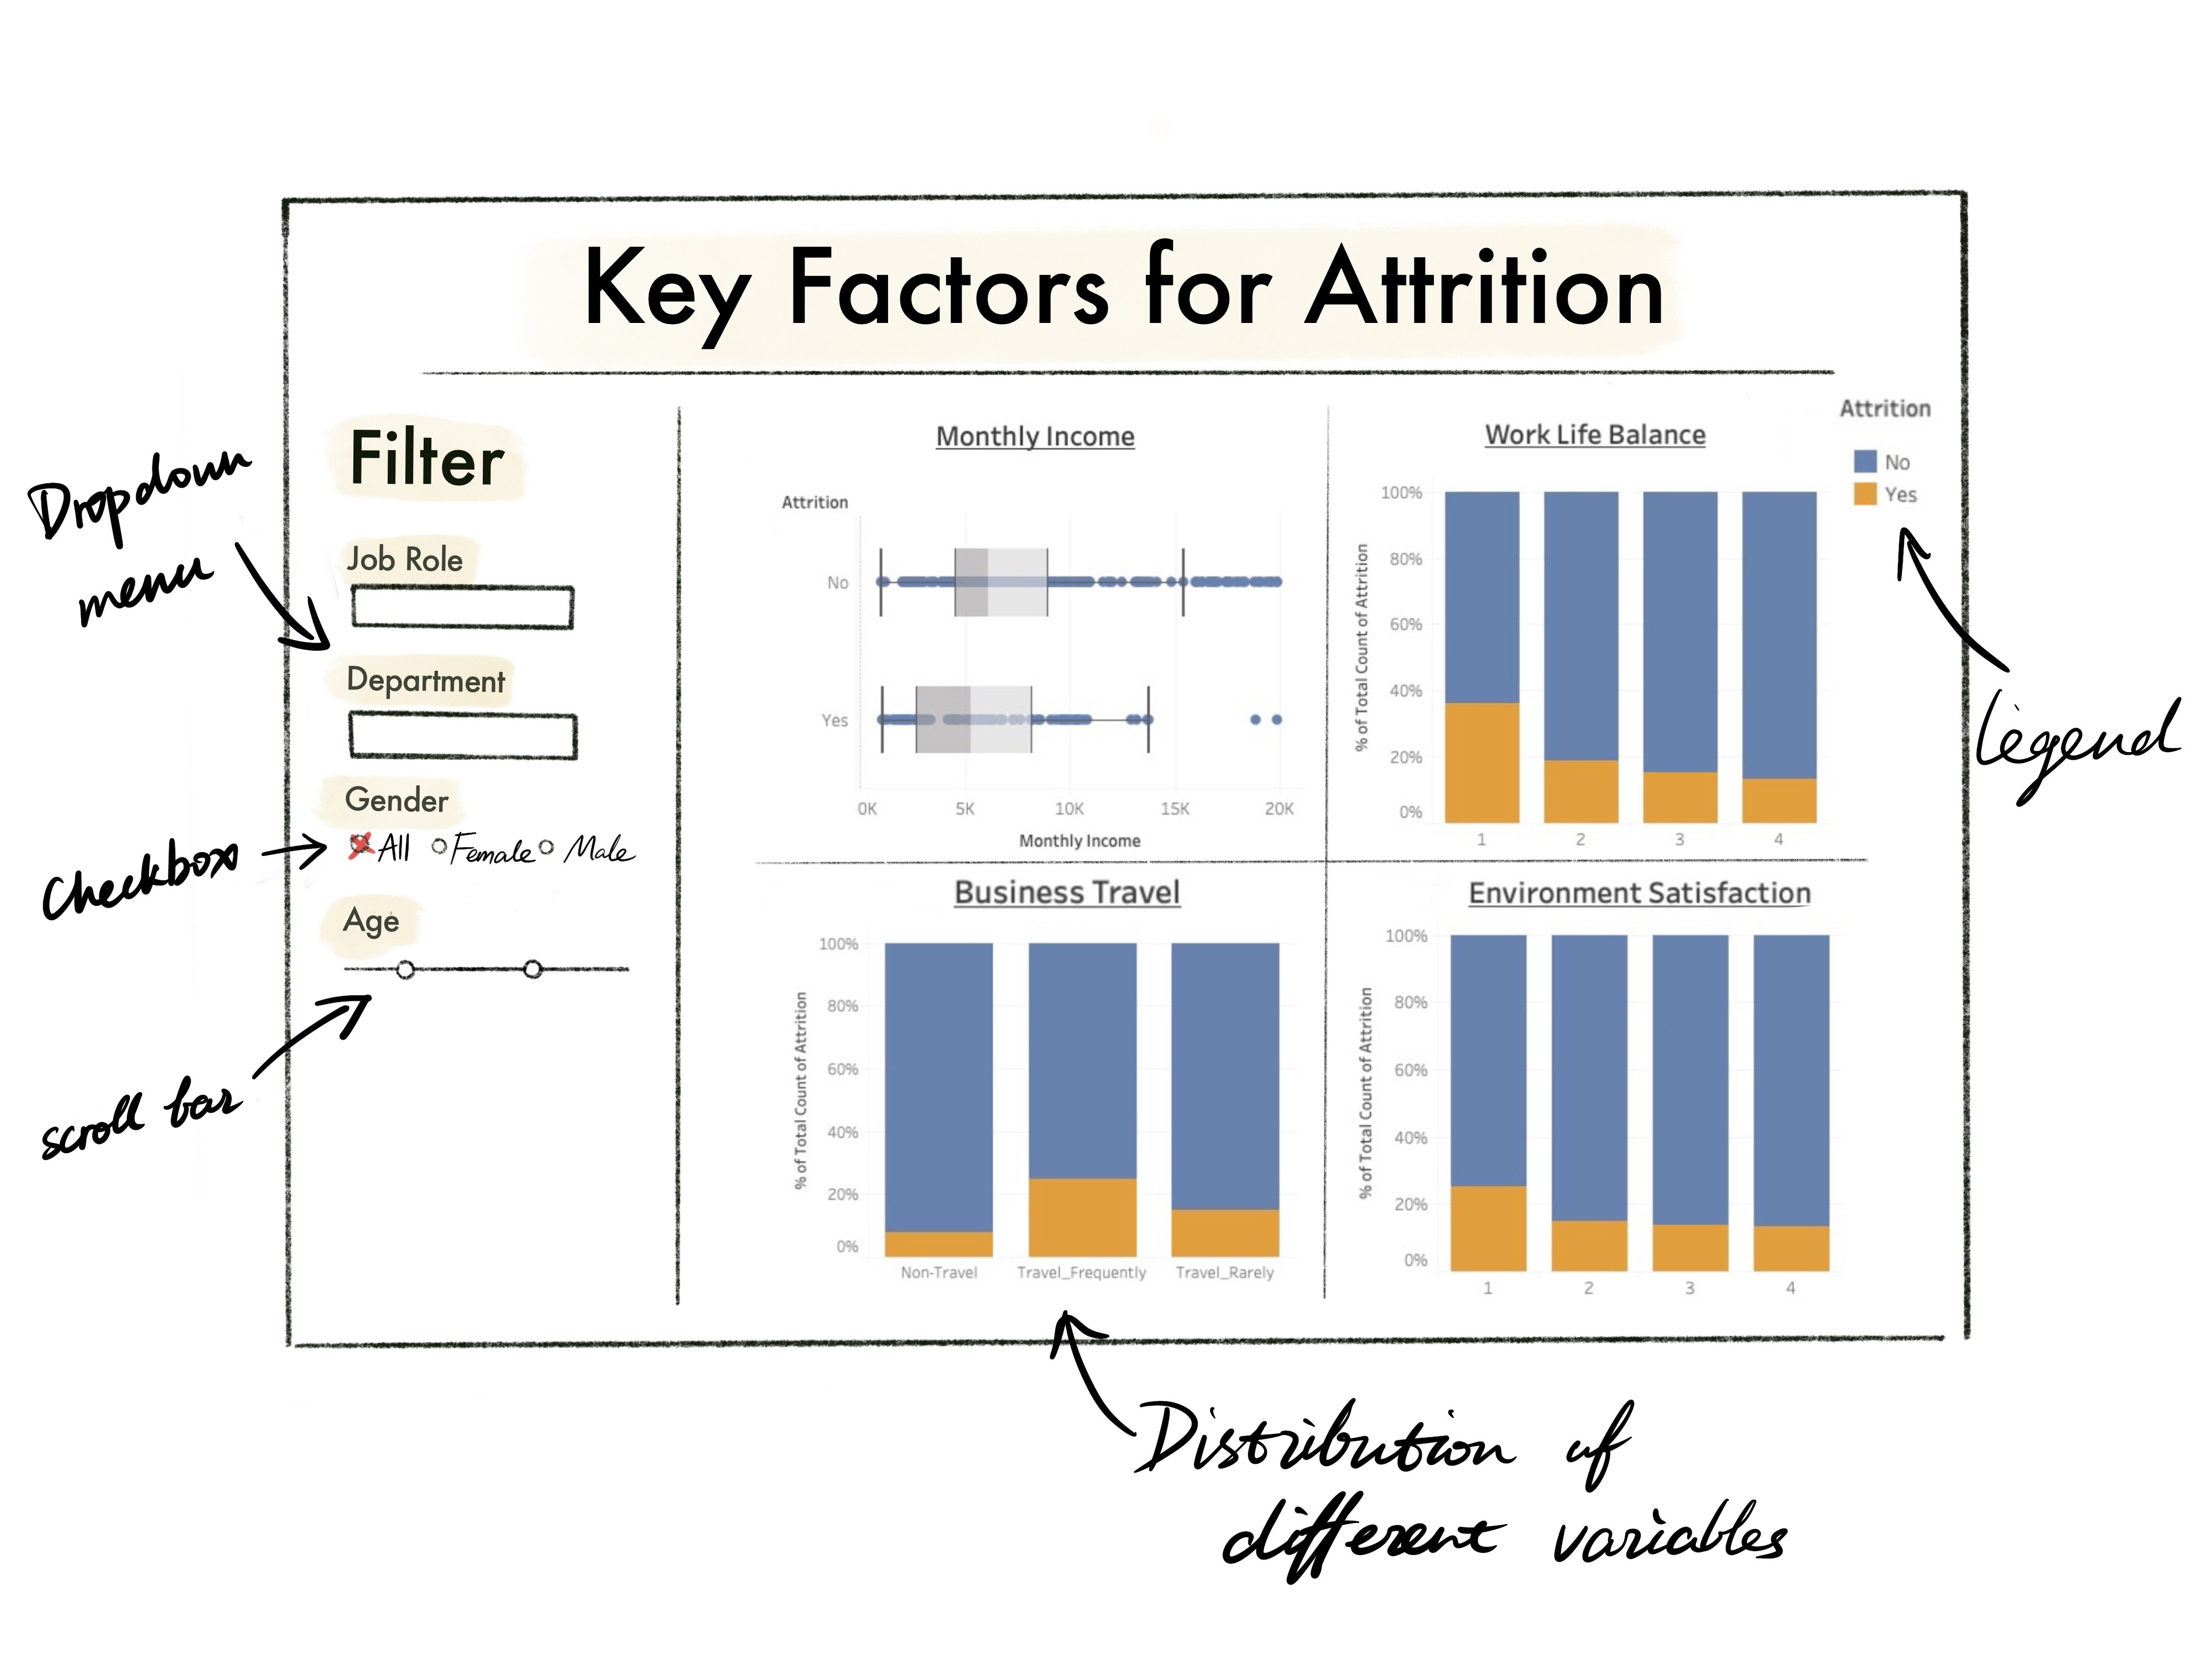 Key Factors for Attrition
Dropdown
menu
Checkbox
scroll bar
Filter
Job Role
Department
Gender
All Female Male
Age
Monthly Income
Attrition
No
Yes
0K 5K 10K 15K 20K
Monthly Income
Work Life Balance
% of Total Count of Attrition
100%
80%
60%
40%
20%
0%
1 2 3 4
Attrition
No
Yes
Legend
Business Travel
% of Total Count of Attrition
100%
80%
60%
40%
20%
0%
Non-Travel Travel_Frequently Travel_Rarely
Environment Satisfaction
% of Total Count of Attrition
100%
80%
60%
40%
20%
0%
1 2 3 4
Distribution of
different variables